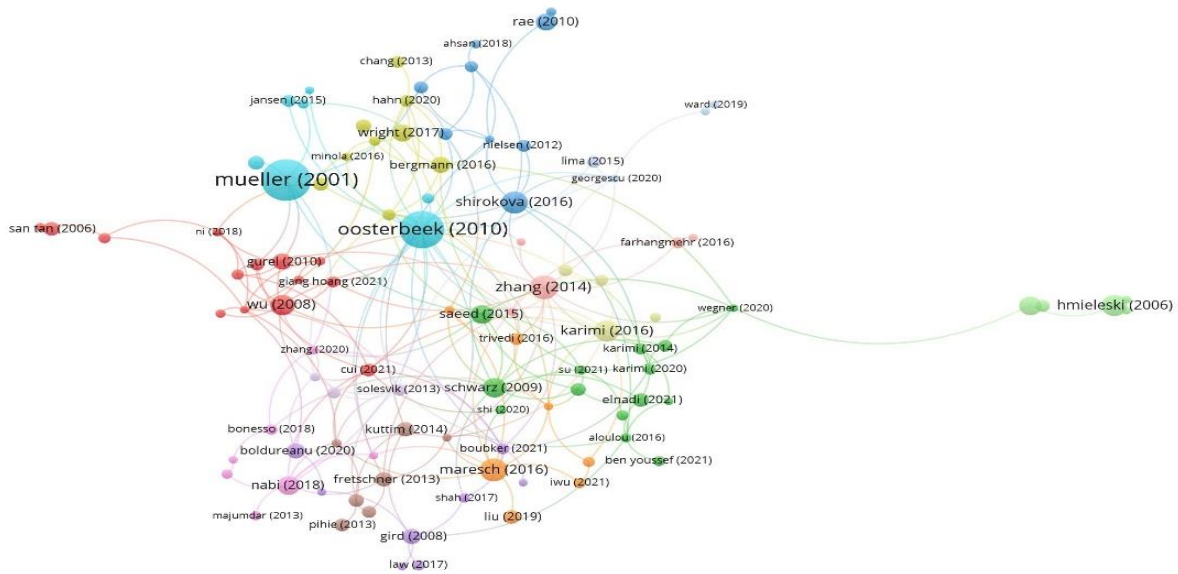 rae (2010)
ahsan (2018)
chang (2013)
jansen (2015)
hahn (2020)
ward (2019)
wright (2017)
nielsen (2012)
minola (2016)
bergmann (2016)
lima (2015)
mueller (2001)
georgescu (2020)
shirokova (2016)
san tan (2006)
ni (2018)
oosterbeek (2010)
farhangmehr (2016)
gurel (2010)
giang hoang (2021)
zhang (2014)
wu (2008)
saeed (2015)
wegner (2020)
hmieleski (2006)
karimi (2016)
trivedi (2016)
zhang (2020)
karimi (2014)
cui (2021)
su (2021)
karimi (2020)
solesvik (2013)
schwarz (2009)
elnadi (2021)
shi (2020)
bonesso (2018)
kuttim (2014)
aloulou (2016)
boldureanu (2020)
boubker (2021)
ben youssef (2021)
maresch (2016)
nabi (2018)
fretschner (2013)
iwu (2021)
shah (2017)
majumdar (2013)
pihie (2013)
liu (2019)
gird (2008)
law (2017)